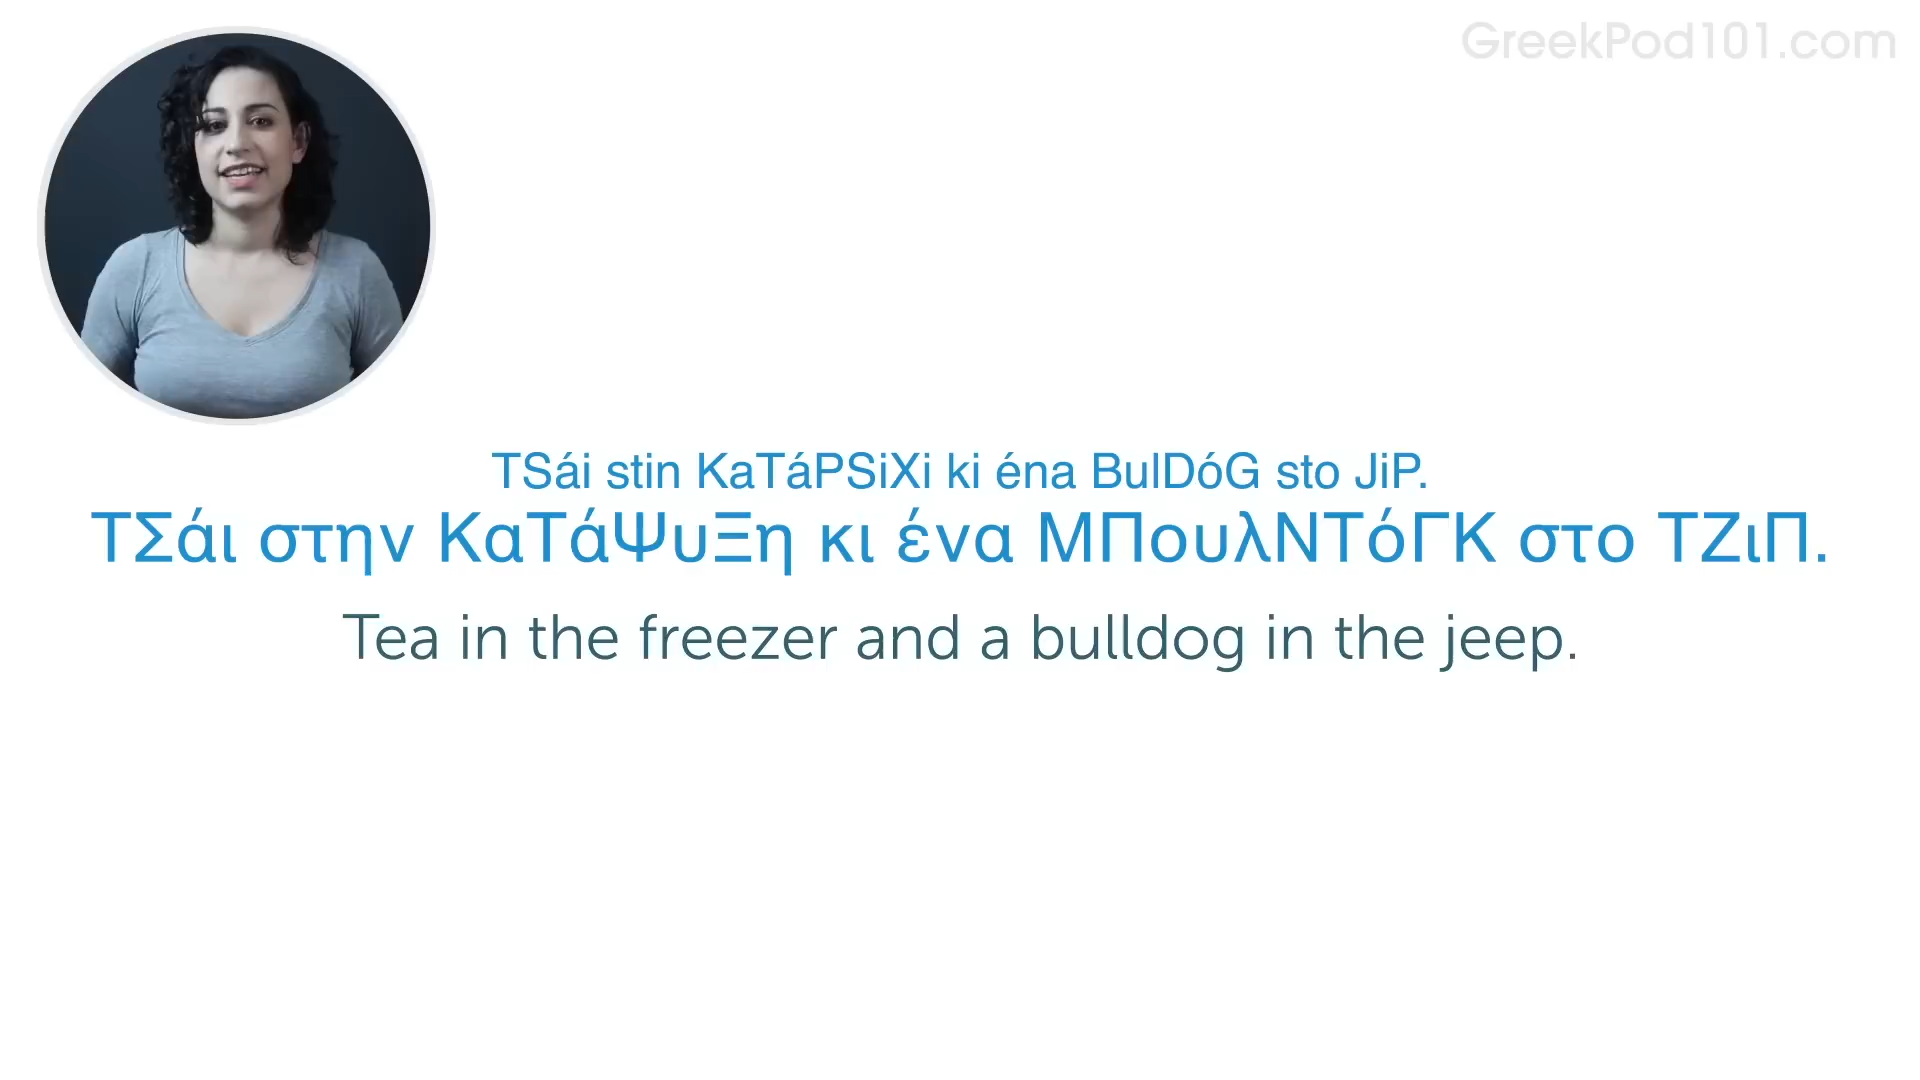 GreekPod101.com
TSái stin KaTáPSiXi ki éna BulDóG sto JiP.
ΤΣάι στην ΚαΤάΨυΞη κι ένα ΜΠουλΝΤόΓΚ στο ΤΖιΠ.
Tea in the freezer and a bulldog in the jeep.